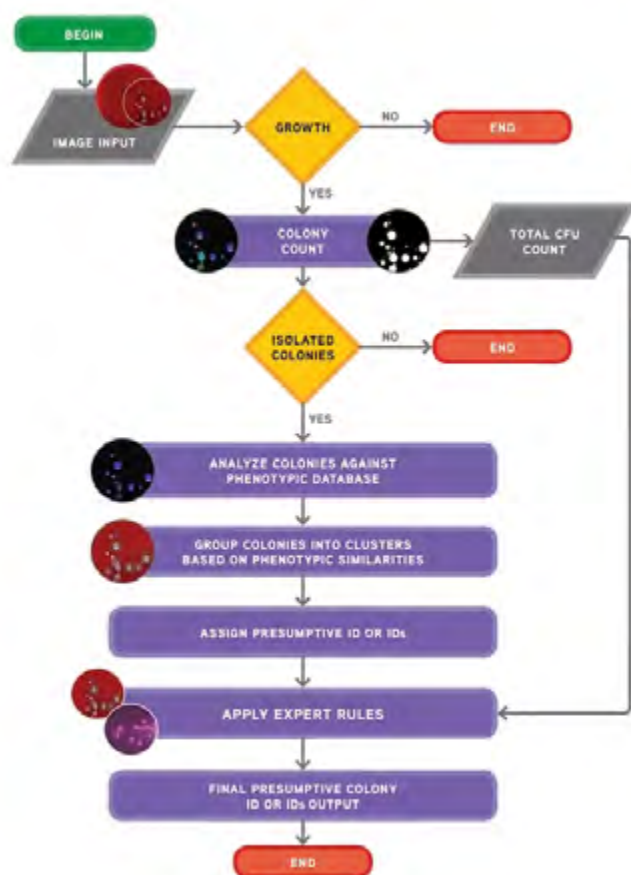 BEGIN
IMAGE INPUT
GROWTH
NO
END
YES
COLONY
COUNT
TOTAL CFU
COUNT
ISOLATED
COLONIES
NO
END
YES
ANALYZE COLONIES AGAINST
PHENOTYPIC DATABASE
GROUP COLONIES INTO CLUSTERS
BASED ON PHENOTYPIC SIMILARITIES
ASSIGN PRESUMPTIVE ID OR IDs
APPLY EXPERT RULES
FINAL PRESUMPTIVE COLONY
ID OR IDs OUTPUT
END